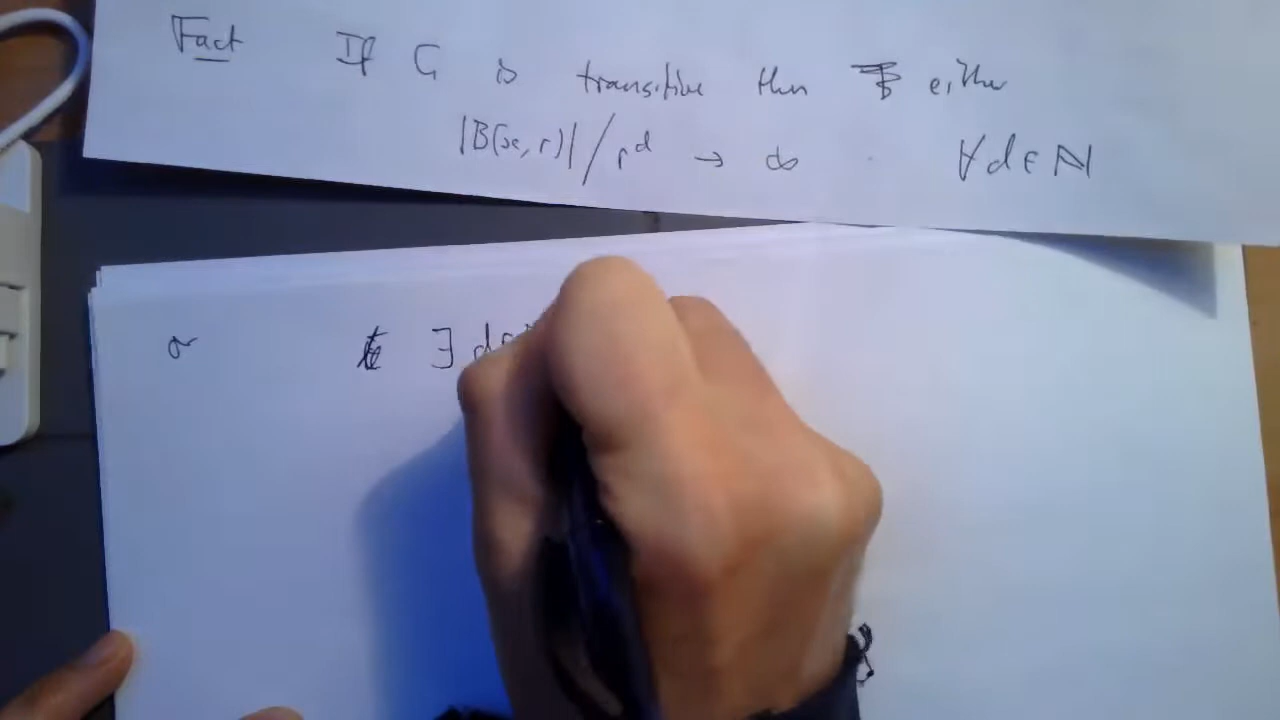 Fact If G is transitive then either
|B(x,r)|/r^d → ∞ ∀d∈ℕ
or ∃ d∈